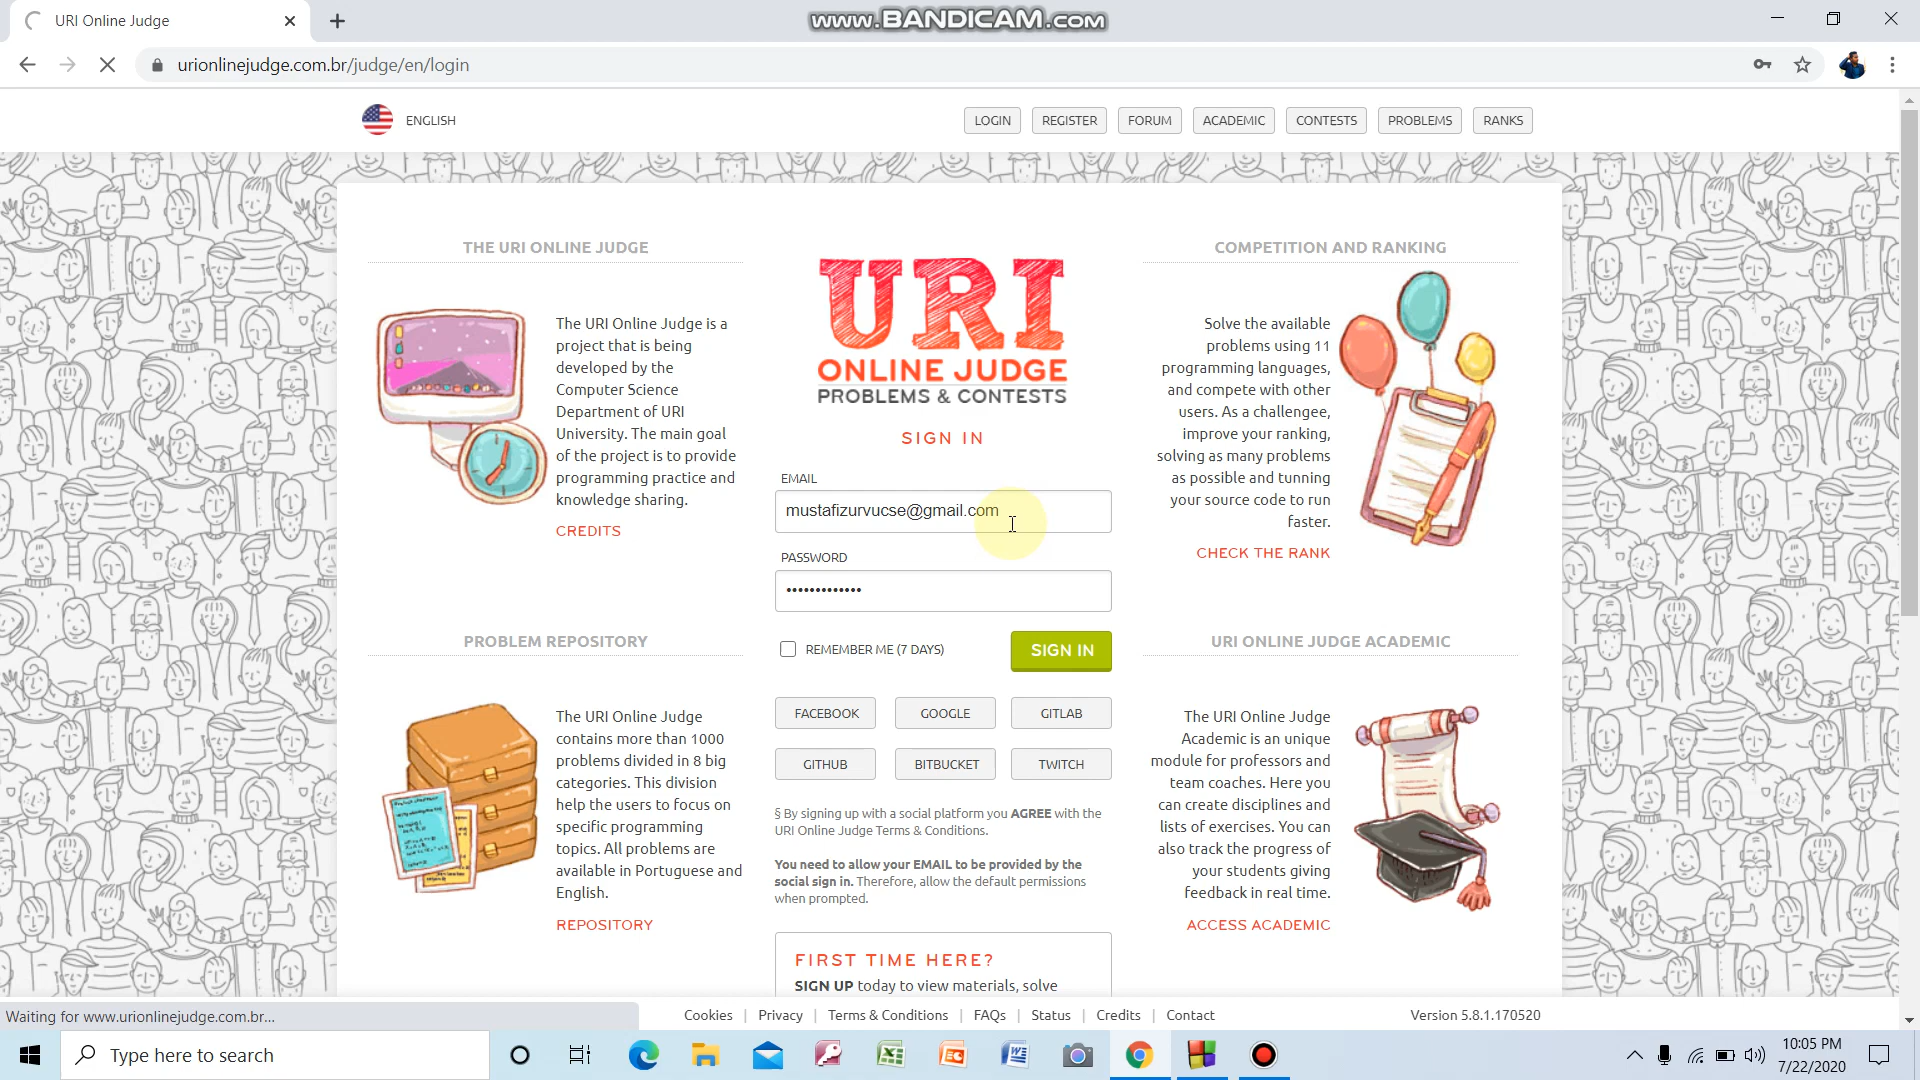 URI Online Judge
www.BANDICAM.com
urionlinejudge.com.br/judge/en/login
ENGLISH
LOGIN
REGISTER
FORUM
ACADEMIC
CONTESTS
PROBLEMS
RANKS
THE URI ONLINE JUDGE
The URI Online Judge is a
project that is being
developed by the
Computer Science
Department of URI
University. The main goal
of the project is to provide
programming practice and
knowledge sharing.
CREDITS
PROBLEM REPOSITORY
The URI Online Judge
contains more than 1000
problems divided in 8 big
categories. This division
help the users to focus on
specific programming
topics. All problems are
available in Portuguese and
English.
REPOSITORY
URI
ONLINE JUDGE
PROBLEMS & CONTESTS
SIGN IN
EMAIL
mustafizurvucse@gmail.com
PASSWORD
•••••••••••••
REMEMBER ME (7 DAYS)
SIGN IN
FACEBOOK
GOOGLE
GITLAB
GITHUB
BITBUCKET
TWITCH
§ By signing up with a social platform you AGREE with the
URI Online Judge Terms & Conditions.
You need to allow your EMAIL to be provided by the
social sign in. Therefore, allow the default permissions
when prompted.
FIRST TIME HERE?
SIGN UP today to view materials, solve
COMPETITION AND RANKING
Solve the available
problems using 11
programming languages,
and compete with other
users. As a challengee,
improve your ranking,
solving as many problems
as possible and tunning
your source code to run
faster.
CHECK THE RANK
URI ONLINE JUDGE ACADEMIC
The URI Online Judge
Academic is an unique
module for professors and
team coaches. Here you
can create disciplines and
lists of exercises. You can
also track the progress of
your students giving
feedback in real time.
ACCESS ACADEMIC
Waiting for www.urionlinejudge.com.br...
Cookies
Privacy
Terms & Conditions
FAQs
Status
Credits
Contact
Version 5.8.1.170520
Type here to search
10:05 PM
7/22/2020